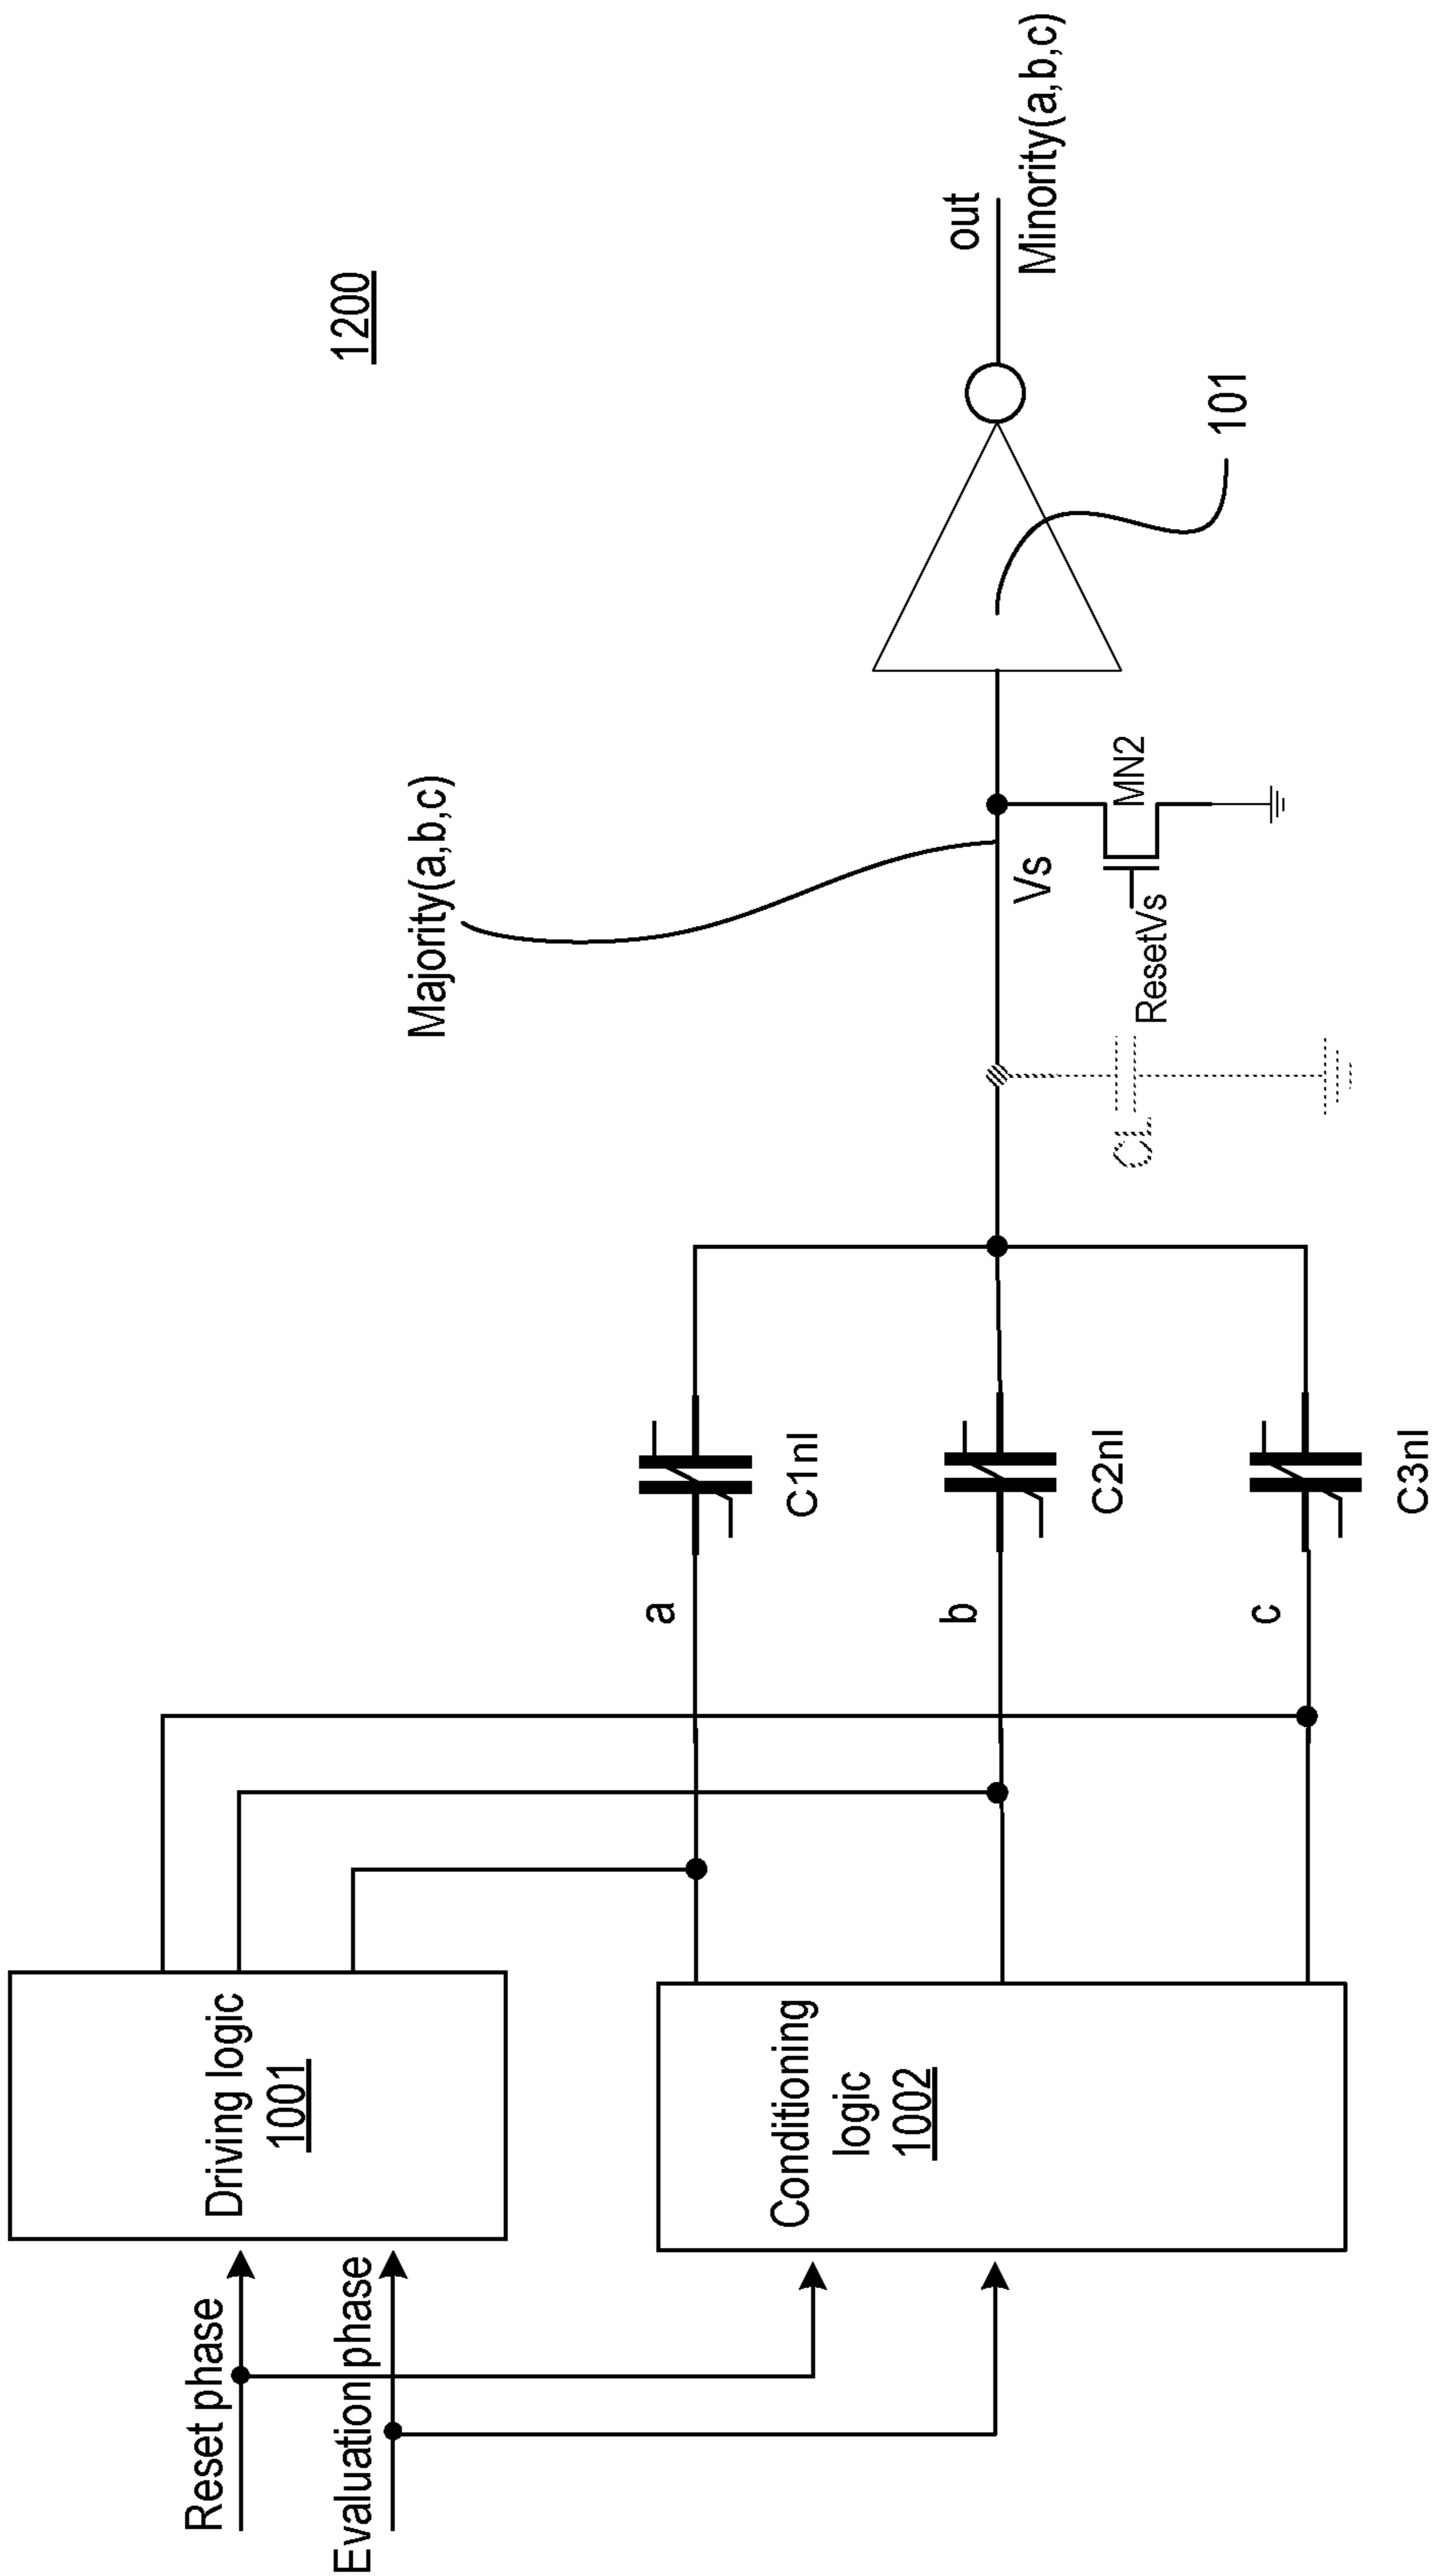 1200
Reset phase
Evaluation phase
Driving logic
1001
Conditioning
logic
1002
a
b
c
C1nl
C2nl
C3nl
CL
Majority(a,b,c)
Vs
ResetVs
MN2
101
out
Minority(a,b,c)